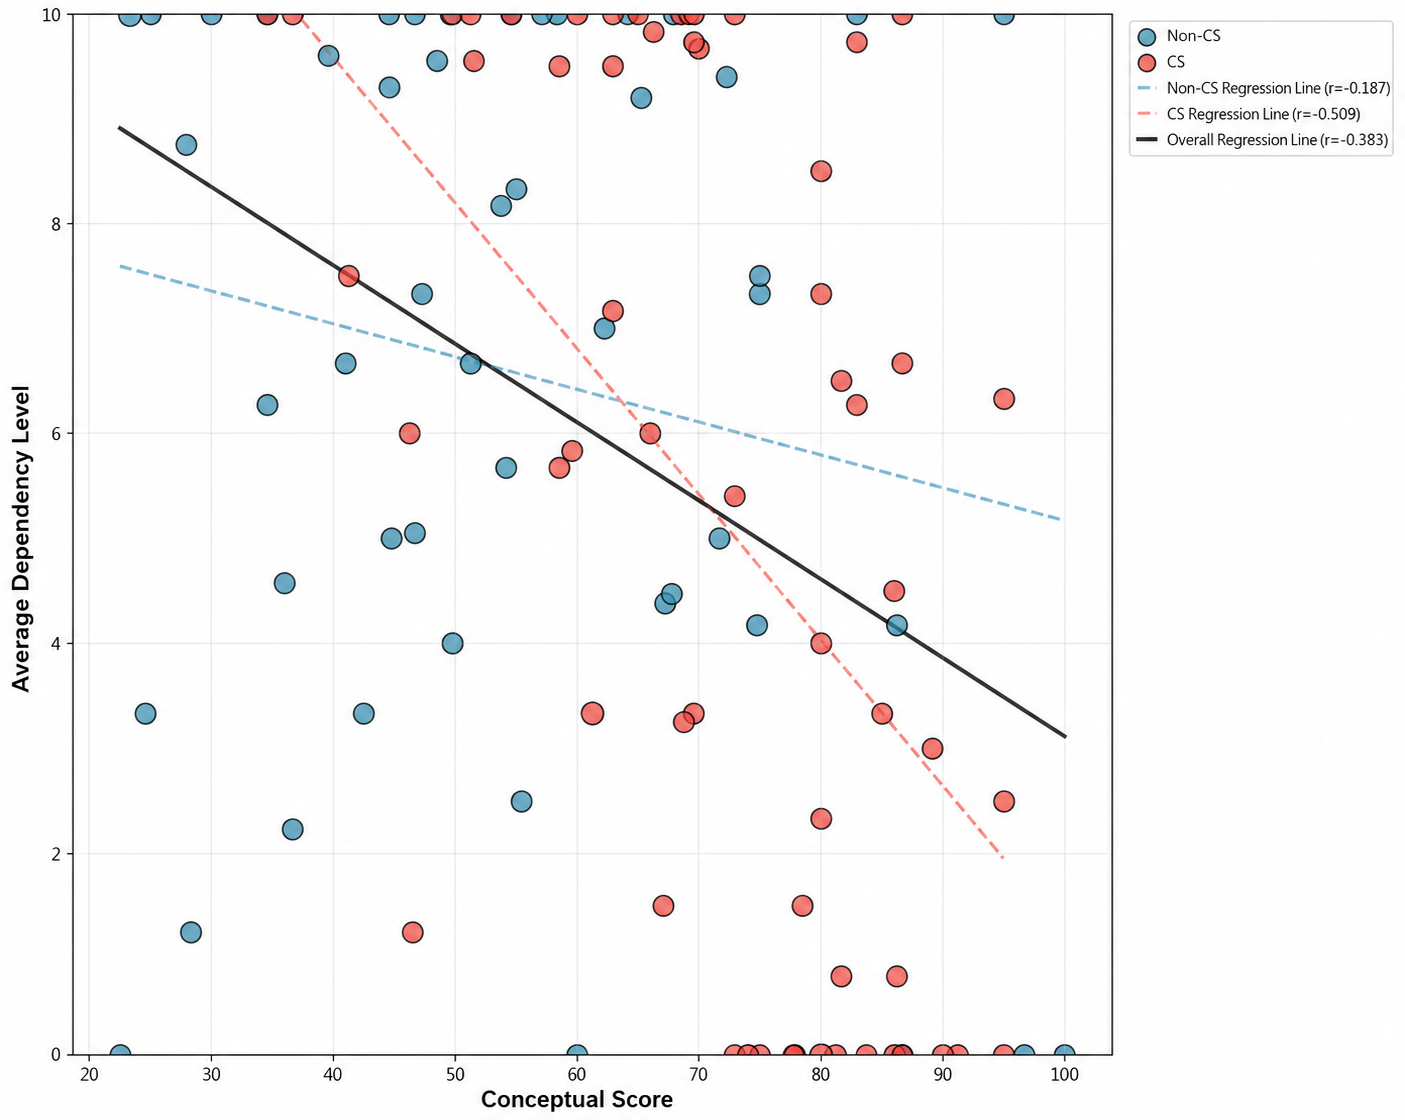 10
8
6
4
2
0
20 30 40 50 60 70 80 90 100
Average Dependency Level
Conceptual Score
Non-CS
CS
Non-CS Regression Line (r=-0.187)
CS Regression Line (r=-0.509)
Overall Regression Line (r=-0.383)